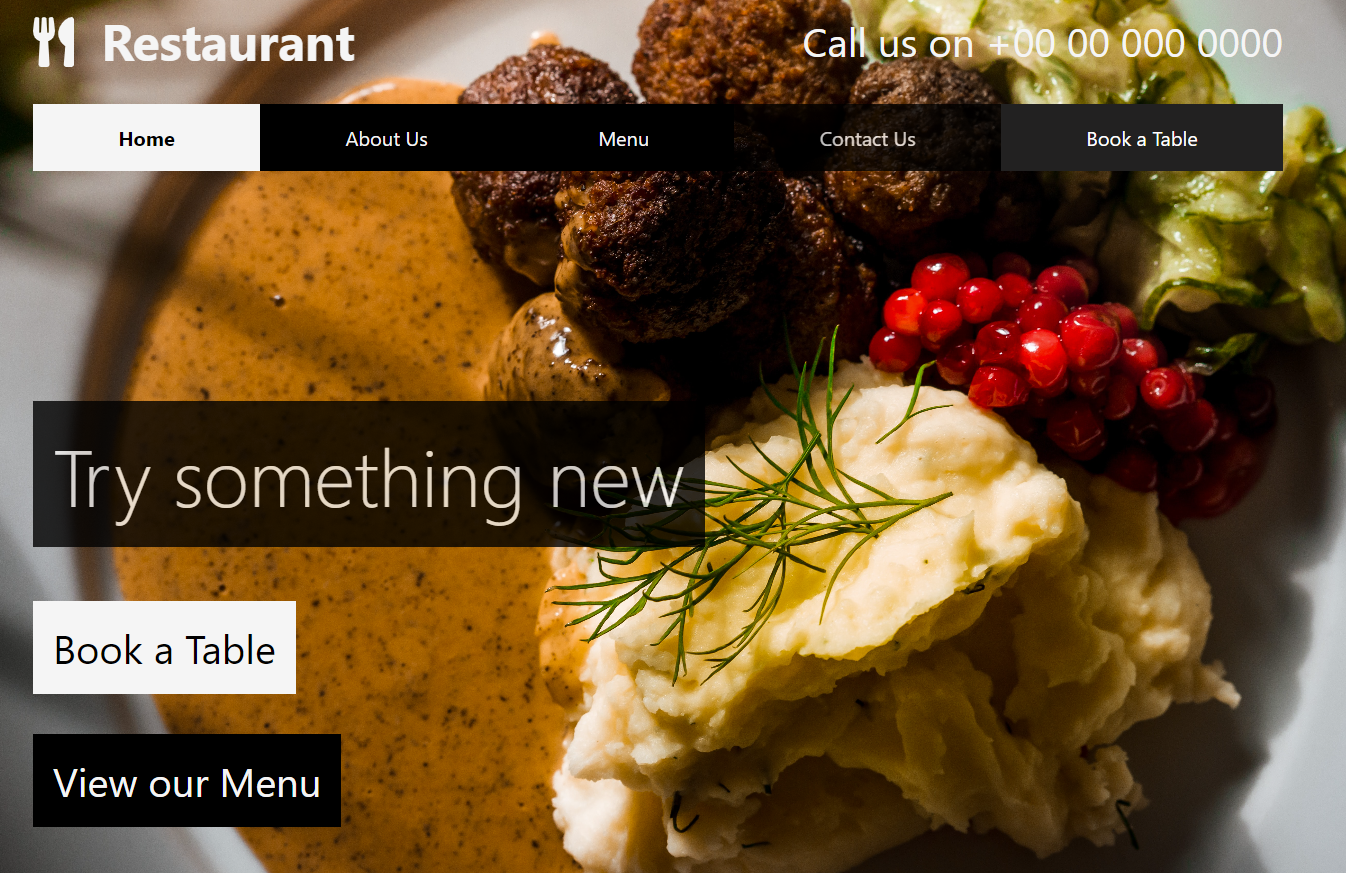 Restaurant
Call us on +00 00 000 0000
Home About Us Menu Contact Us Book a Table
Try something new
Book a Table
View our Menu